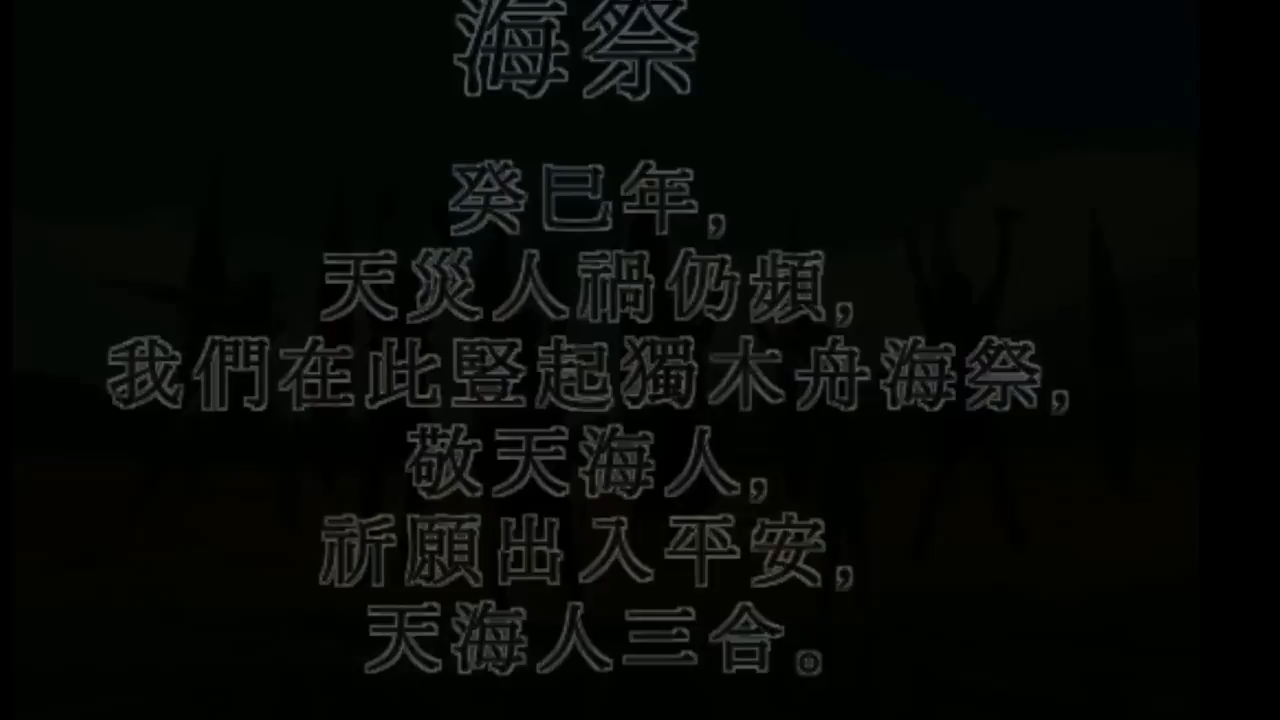 海祭
癸巳年,
天災人禍仍頻,
我們在此豎起獨木舟海祭,
敬天海人,
祈願出入平安,
天海人三合。